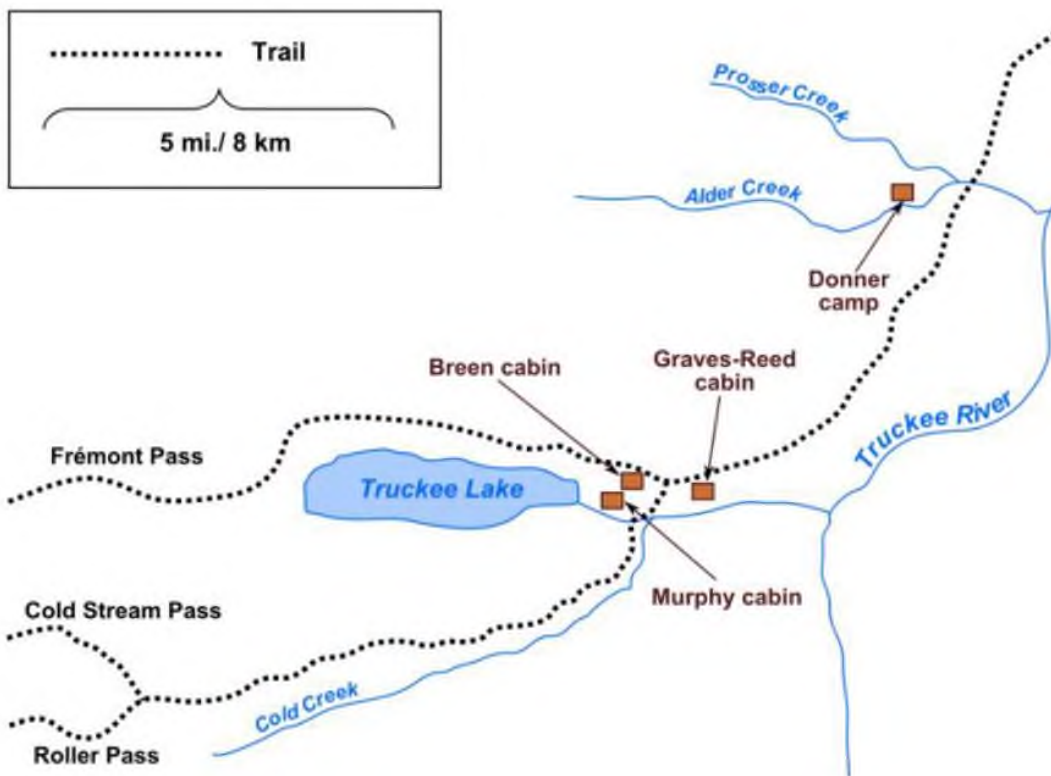 Trail
5 mi./ 8 km
Prosser Creek
Alder Creek
Donner
camp
Breen cabin
Graves-Reed
cabin
Truckee River
Frémont Pass
Truckee Lake
Murphy cabin
Cold Stream Pass
Cold Creek
Roller Pass